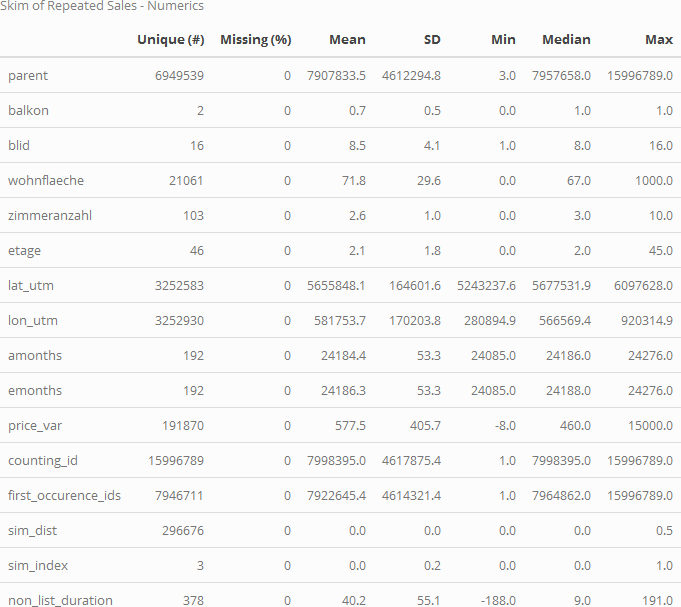 Skim of Repeated Sales - Numerics
Unique (#) Missing (%) Mean SD Min Median Max
parent 6949539 0 7907833.5 4612294.8 3.0 7957658.0 15996789.0
balkon 2 0 0.7 0.5 0.0 1.0 1.0
blid 16 0 8.5 4.1 1.0 8.0 16.0
wohnflaeche 21061 0 71.8 29.6 0.0 67.0 1000.0
zimmeranzahl 103 0 2.6 1.0 0.0 3.0 10.0
etage 46 0 2.1 1.8 0.0 2.0 45.0
lat_utm 3252583 0 5655848.1 164601.6 5243237.6 5677531.9 6097628.0
lon_utm 3252930 0 581753.7 170203.8 280894.9 566569.4 920314.9
amonths 192 0 24184.4 53.3 24085.0 24186.0 24276.0
emonths 192 0 24186.3 53.3 24085.0 24188.0 24276.0
price_var 191870 0 577.5 405.7 -8.0 460.0 15000.0
counting_id 15996789 0 7998395.0 4617875.4 1.0 7998395.0 15996789.0
first_occurence_ids 7946711 0 7922645.4 4614321.4 1.0 7964862.0 15996789.0
sim_dist 296676 0 0.0 0.0 0.0 0.0 0.5
sim_index 3 0 0.0 0.2 0.0 0.0 1.0
non_list_duration 378 0 40.2 55.1 -188.0 9.0 191.0